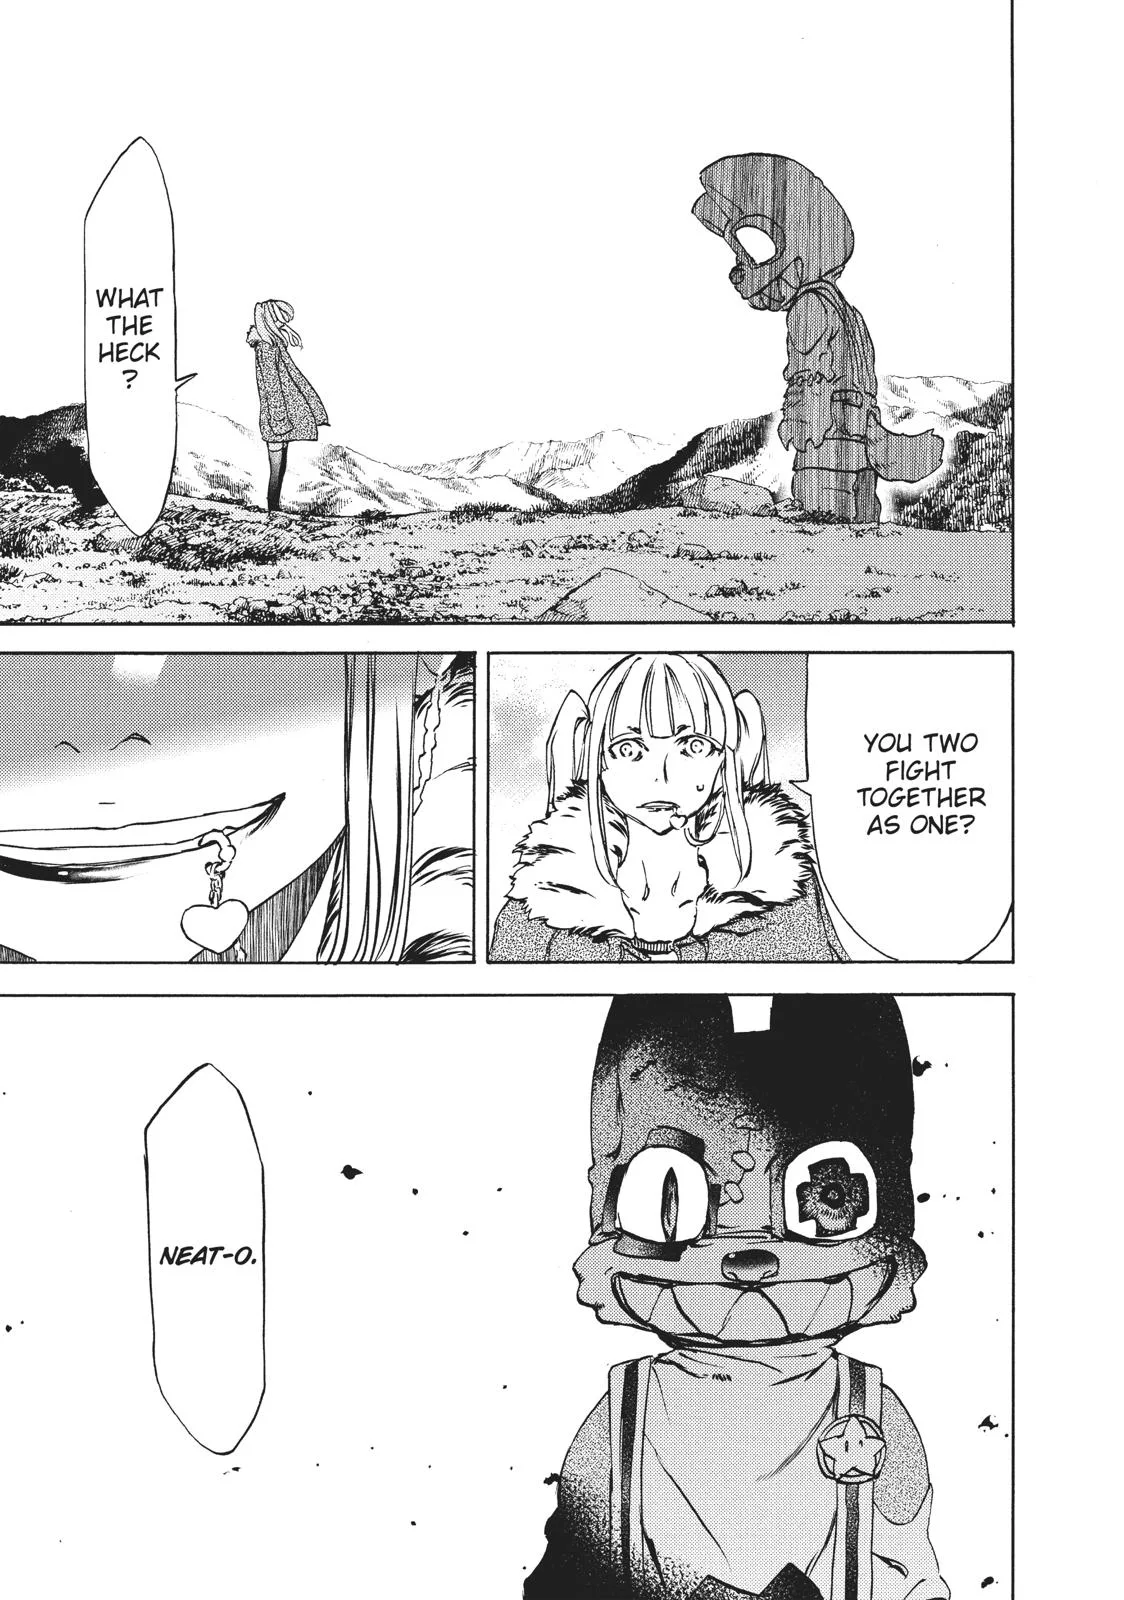 WHAT
THE
HECK
?
YOU TWO
FIGHT
TOGETHER
AS ONE?
NEAT-O.